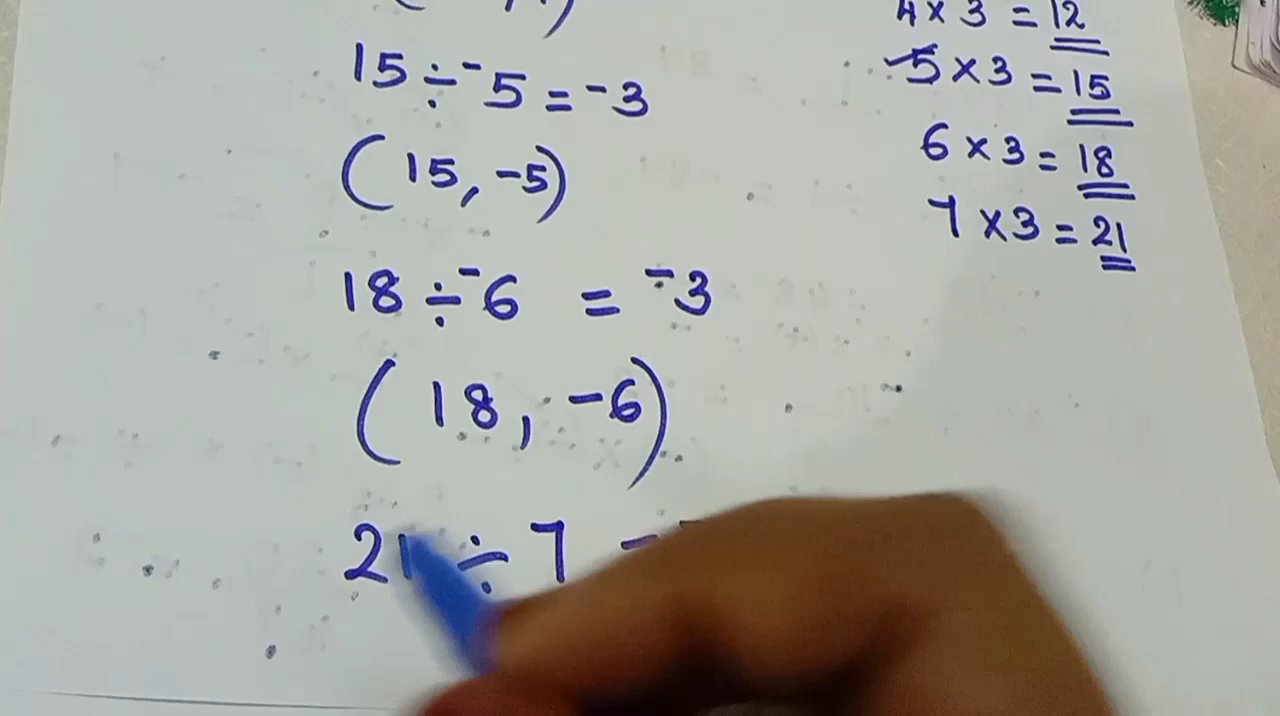 15 ÷ -5 = -3
(15, -5)
18 ÷ -6 = -3
(18, -6)
21 ÷ 7
4 × 3 = 12
5 × 3 = 15
6 × 3 = 18
7 × 3 = 21